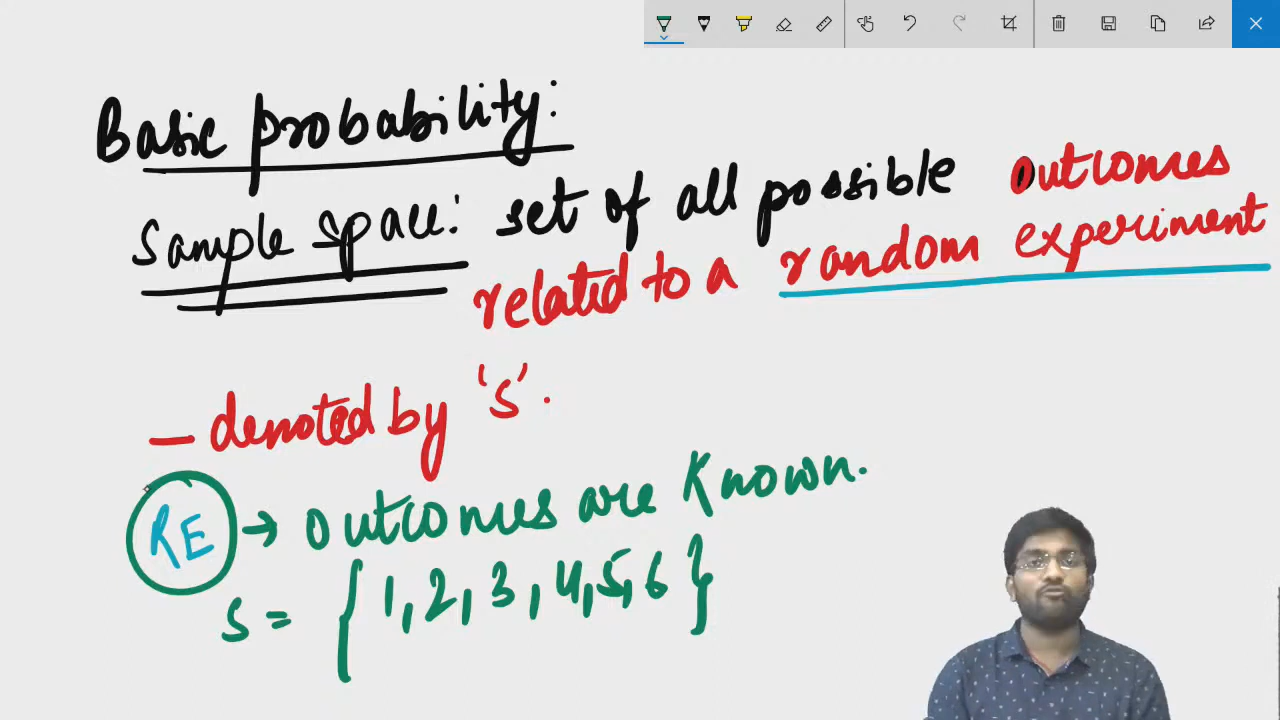 Basic probability:
Sample space: set of all possible outcomes
related to a random experiment
– denoted by 's'.
RE → outcomes are known.
S = {1,2,3,4,5,6}